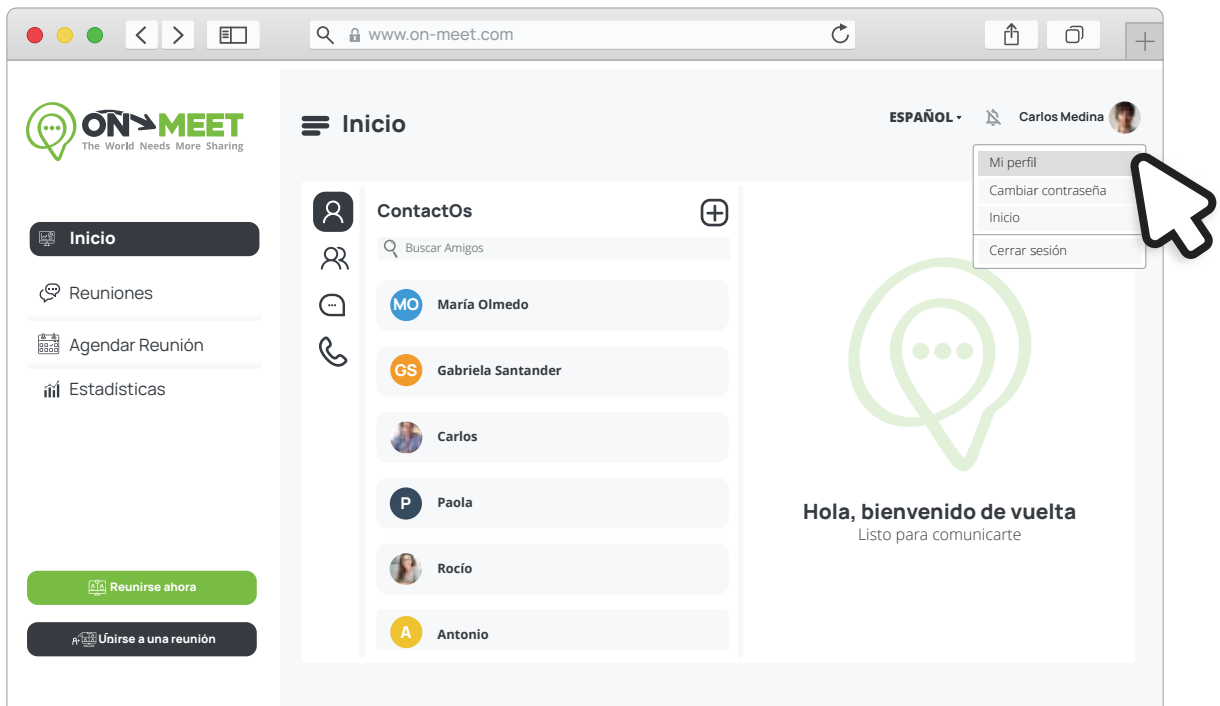 www.on-meet.com
ON MEET
The World Needs More Sharing
Inicio
ESPAÑOL
Carlos Medina
Mi perfil
Cambiar contraseña
Inicio
Cerrar sesión
Inicio
Reuniones
Agendar Reunión
Estadísticas
Reunirse ahora
Unirse a una reunión
ContactOs
Buscar Amigos
MO María Olmedo
GS Gabriela Santander
Carlos
P Paola
Rocío
A Antonio
Hola, bienvenido de vuelta
Listo para comunicarte